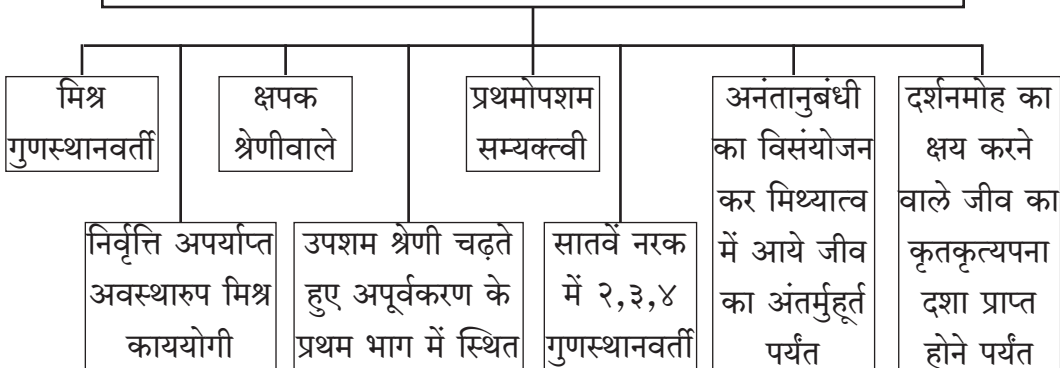 मिश्र
गुणस्थानवर्ती
क्षपक
श्रेणीवाले
प्रथमोपशम
सम्यक्त्वी
अनंतानुबंधी
का विसंयोजन
कर मिथ्यात्व
में आये जीव
का अंतर्मुहूर्त
पर्यंत
दर्शनमोह का
क्षय करने
वाले जीव का
कृतकृत्यपना
दशा प्राप्त
होने पर्यंत
निर्वृत्ति अपर्याप्त
अवस्थारुप मिश्र
काययोगी
उपशम श्रेणी चढ़ते
हुए अपूर्वकरण के
प्रथम भाग में स्थित
सातवें नरक
में २,३,४
गुणस्थानवर्ती